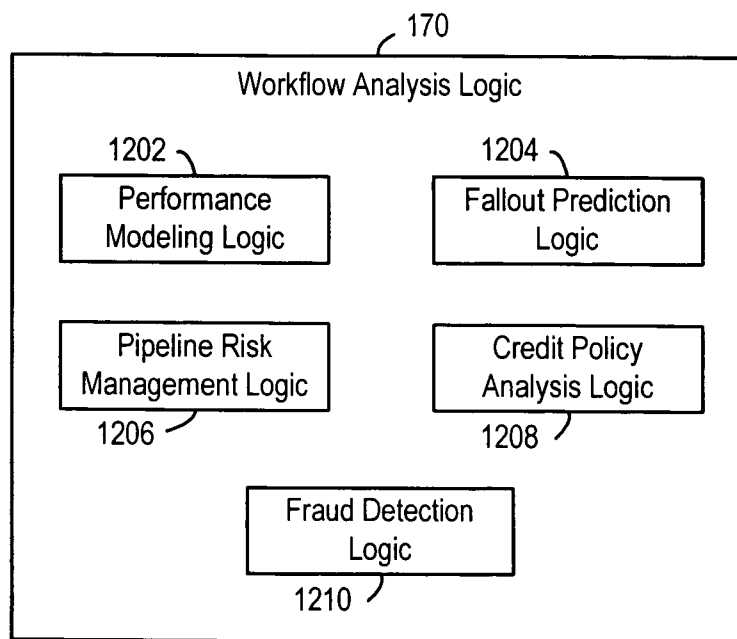 170
Workflow Analysis Logic
1202
Performance
Modeling Logic
1204
Fallout Prediction
Logic
Pipeline Risk
Management Logic
1206
Credit Policy
Analysis Logic
1208
Fraud Detection
Logic
1210